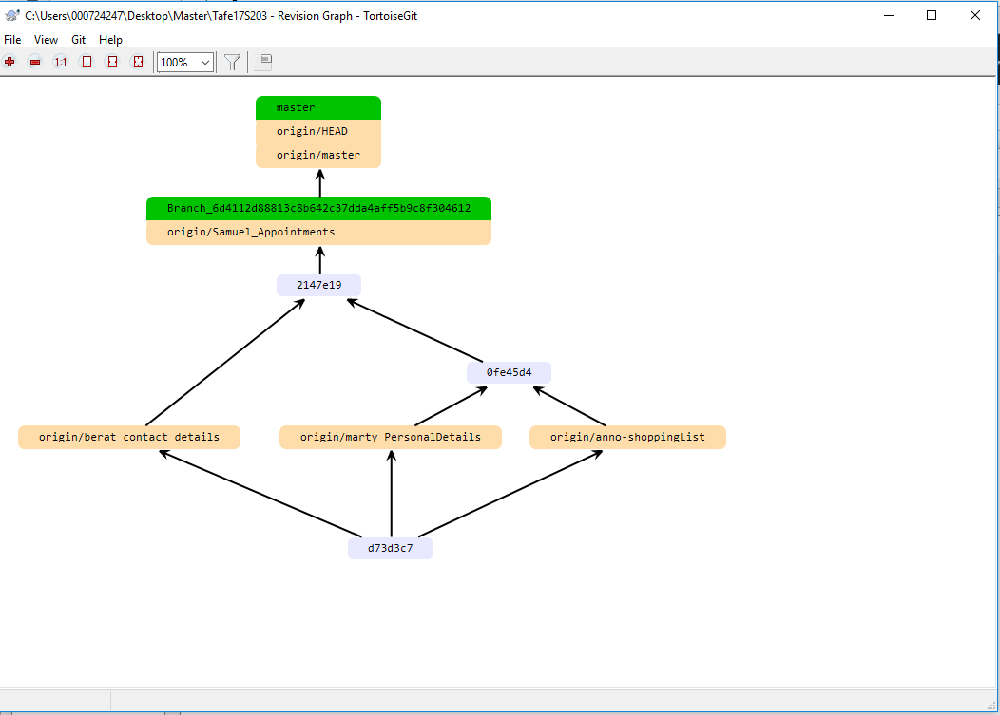 C:\Users\000724247\Desktop\Master\Tafe17S203 - Revision Graph - TortoiseGit
File View Git Help
1:1 100%
master
origin/HEAD
origin/master
Branch_6d4112d88813c8b642c37dda4aff5b9c8f304612
origin/Samuel_Appointments
2147e19
0fe45d4
origin/berat_contact_details origin/marty_PersonalDetails origin/anno-shoppingList
d73d3c7